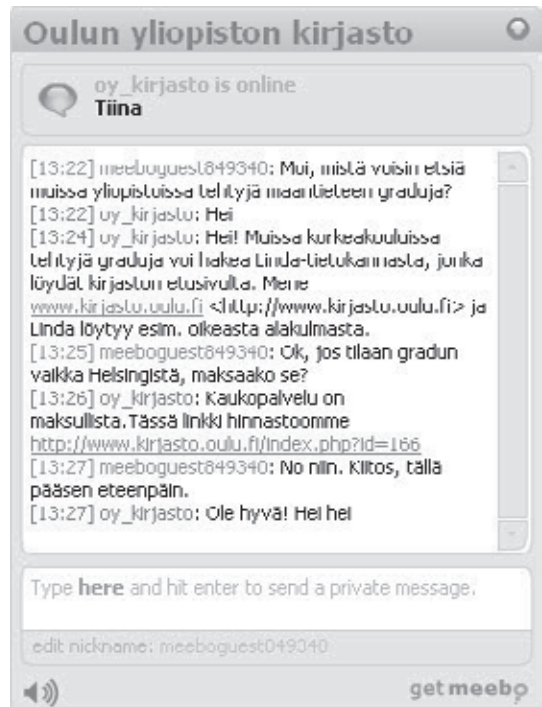 Oulun yliopiston kirjasto
oy_kirjasto is online
Tiina
[13:22] meeboguest849340: Moi, mistä voisin etsiä
muissa yliopistoissa tehtyjä maantieteen graduja?
[13:22] oy_kirjasto: Hei
[13:24] oy_kirjasto: Hei! Muissa korkeakouluissa
tehtyjä graduja voi hakea Linda-tietokannasta, jonka
löydät kirjaston etusivulta. Mene
www.kirjasto.oulu.fi <http://www.kirjasto.oulu.fi> ja
Linda löytyy esim. oikeasta alakulmasta.
[13:25] meeboguest849340: Ok, jos tilaan gradun
vaikka Helsingistä, maksaako se?
[13:26] oy_kirjasto: Kaukopalvelu on
maksullista.Tässä linkki hinnastoomme
http://www.kirjasto.oulu.fi/index.php?id=166
[13:27] meeboguest849340: No niin. Kiitos, tällä
pääsen eteenpäin.
[13:27] oy_kirjasto: Ole hyvä! Hei hei
Type here and hit enter to send a private message.
edit nickname: meeboguest849340
get meebo